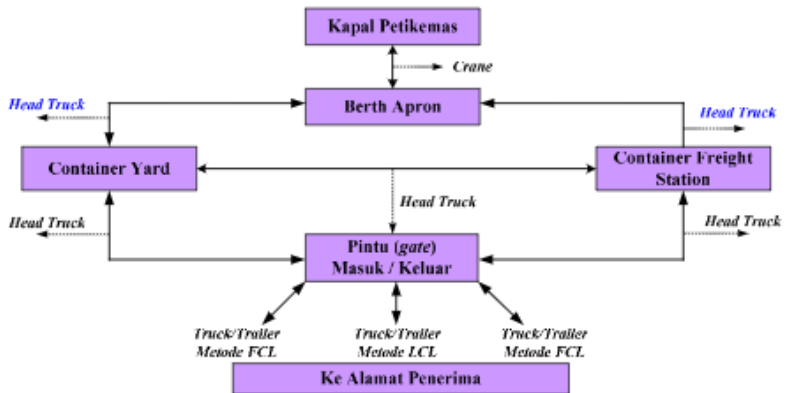 Kapal Petikemas
Crane
Head Truck
Berth Apron
Head Truck
Container Yard
Container Freight
Station
Head Truck
Head Truck
Head Truck
Pintu (gate)
Masuk / Keluar
Truck/Trailer
Metode FCL
Truck/Trailer
Metode LCL
Truck/Trailer
Metode FCL
Ke Alamat Penerima